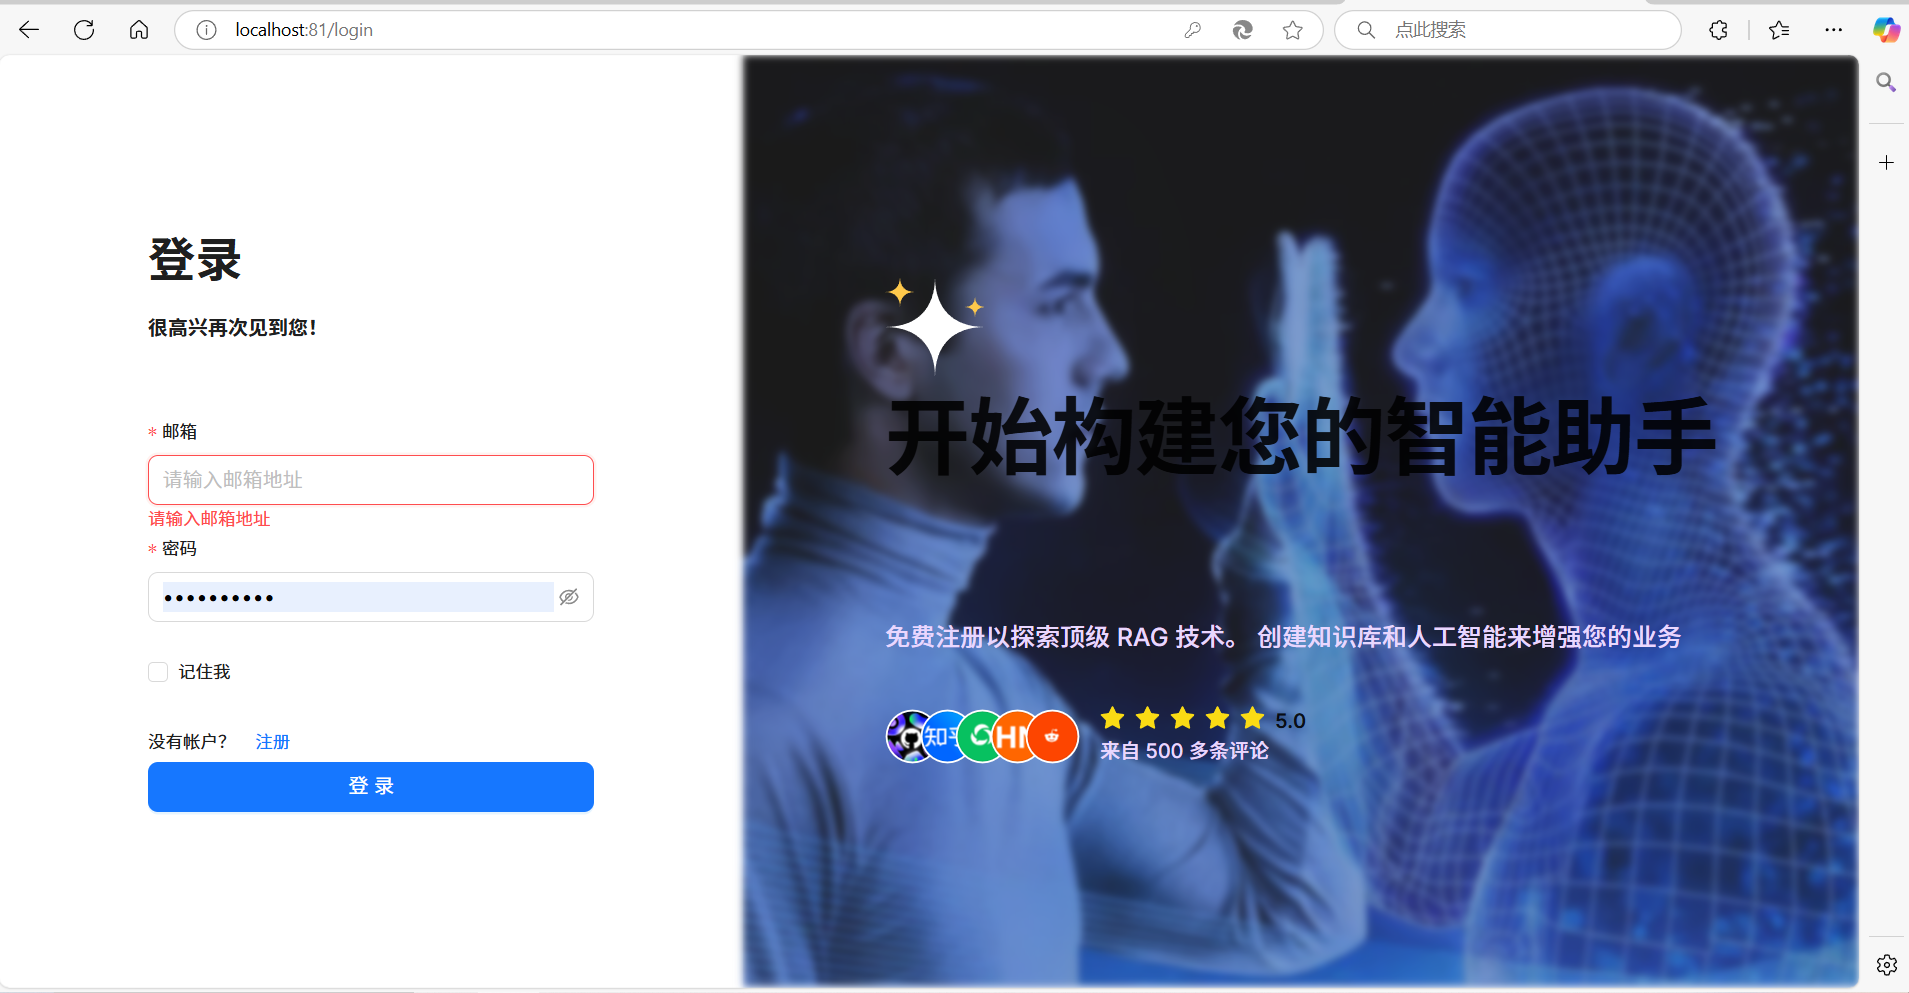 localhost:81/login
点此搜索
登录
很高兴再次见到您！
* 邮箱
请输入邮箱地址
请输入邮箱地址
* 密码
记住我
没有帐户？ 注册
登 录
开始构建您的智能助手
免费注册以探索顶级 RAG 技术。 创建知识库和人工智能来增强您的业务
5.0
来自 500 多条评论